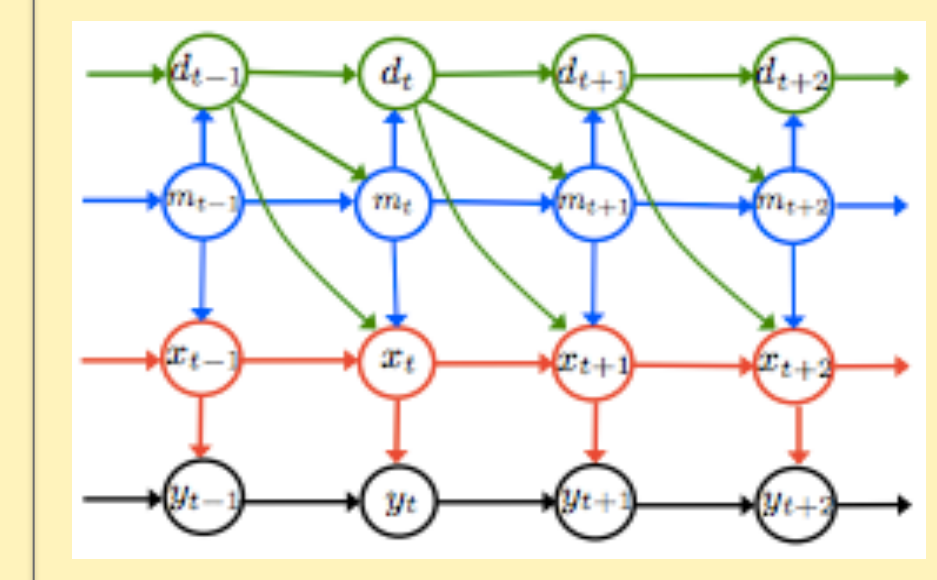 d_{t-1} d_t d_{t+1} d_{t+2}
m_{t-1} m_t m_{t+1} m_{t+2}
x_{t-1} x_t x_{t+1} x_{t+2}
y_{t-1} y_t y_{t+1} y_{t+2}